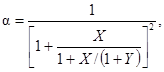 α = 1 / [1 + X / (1 + X/(1 + Y))]²,